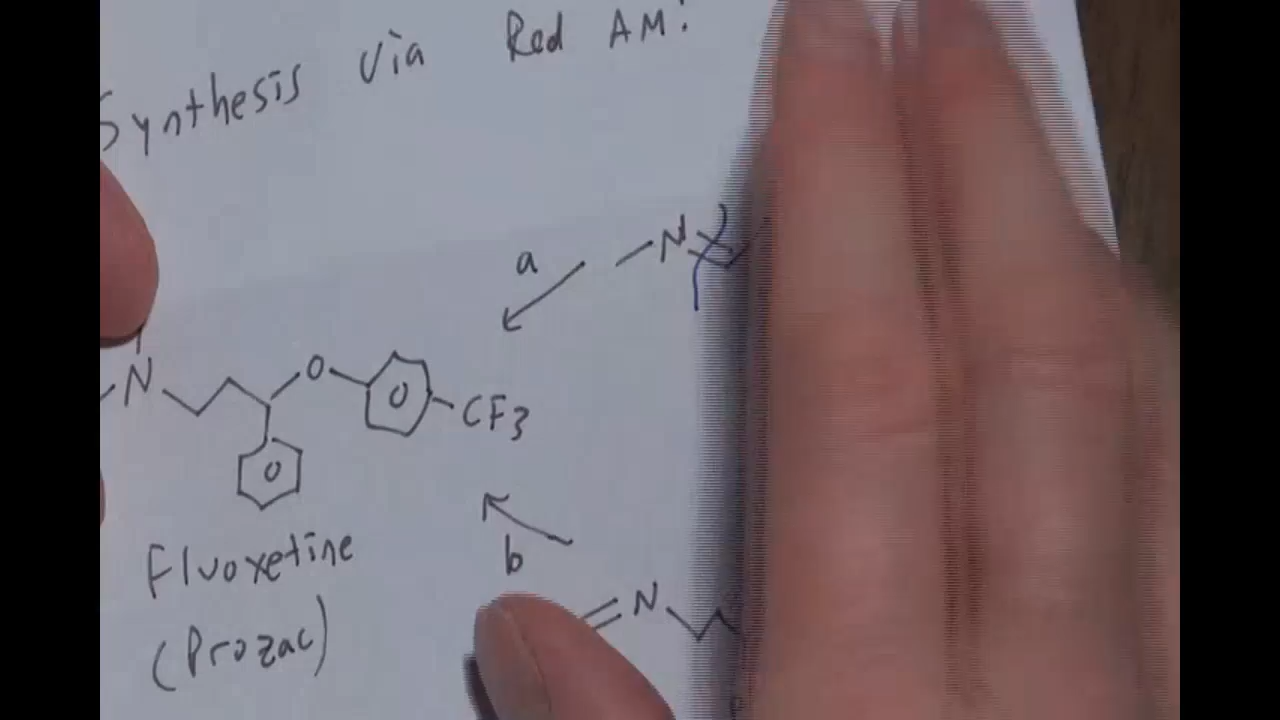 Synthesis via Red AM:
a
N
N
O
CF3
b
N
Fluoxetine
(Prozac)